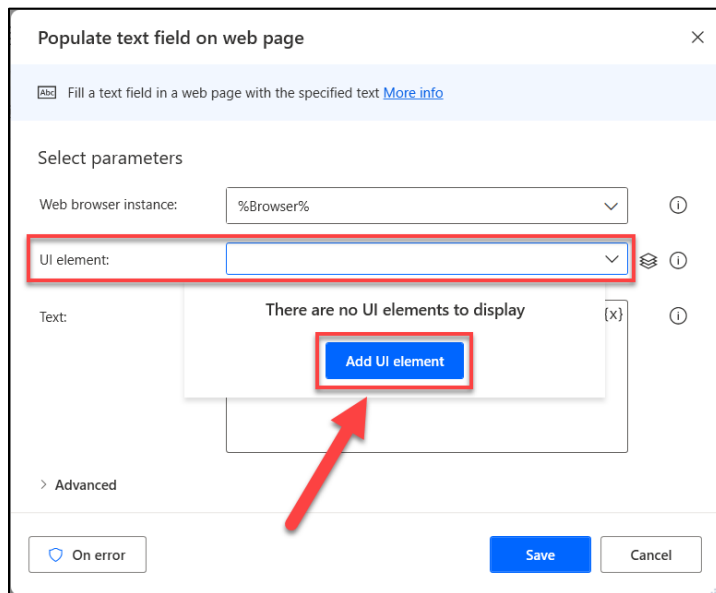 Populate text field on web page
Abc Fill a text field in a web page with the specified text More info
Select parameters
Web browser instance: %Browser%
UI element:
There are no UI elements to display
Text: {x}
Add UI element
Advanced
On error Save Cancel